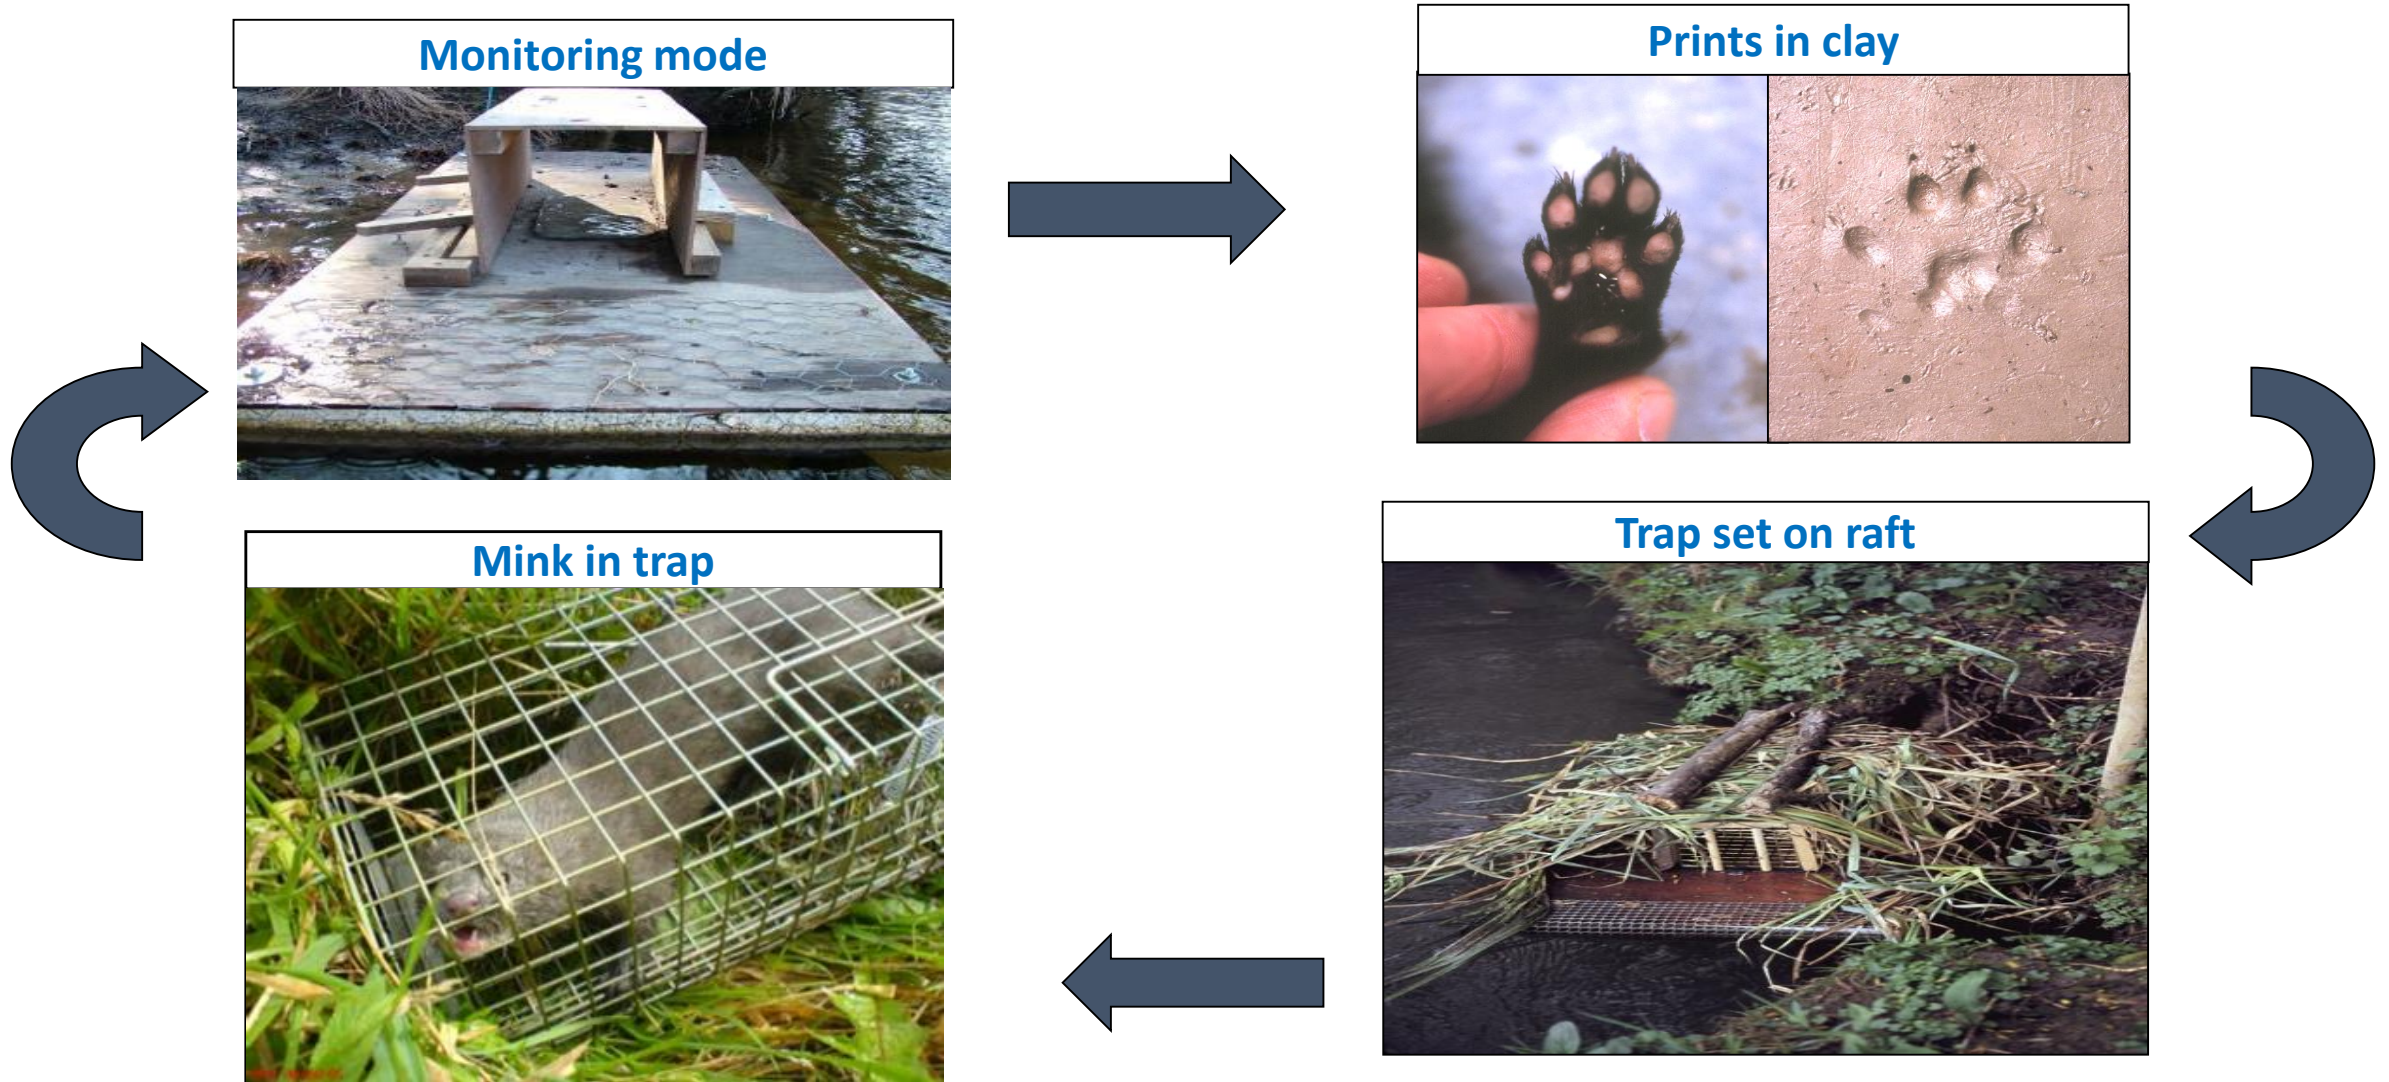 Monitoring mode
Prints in clay
Trap set on raft
Mink in trap